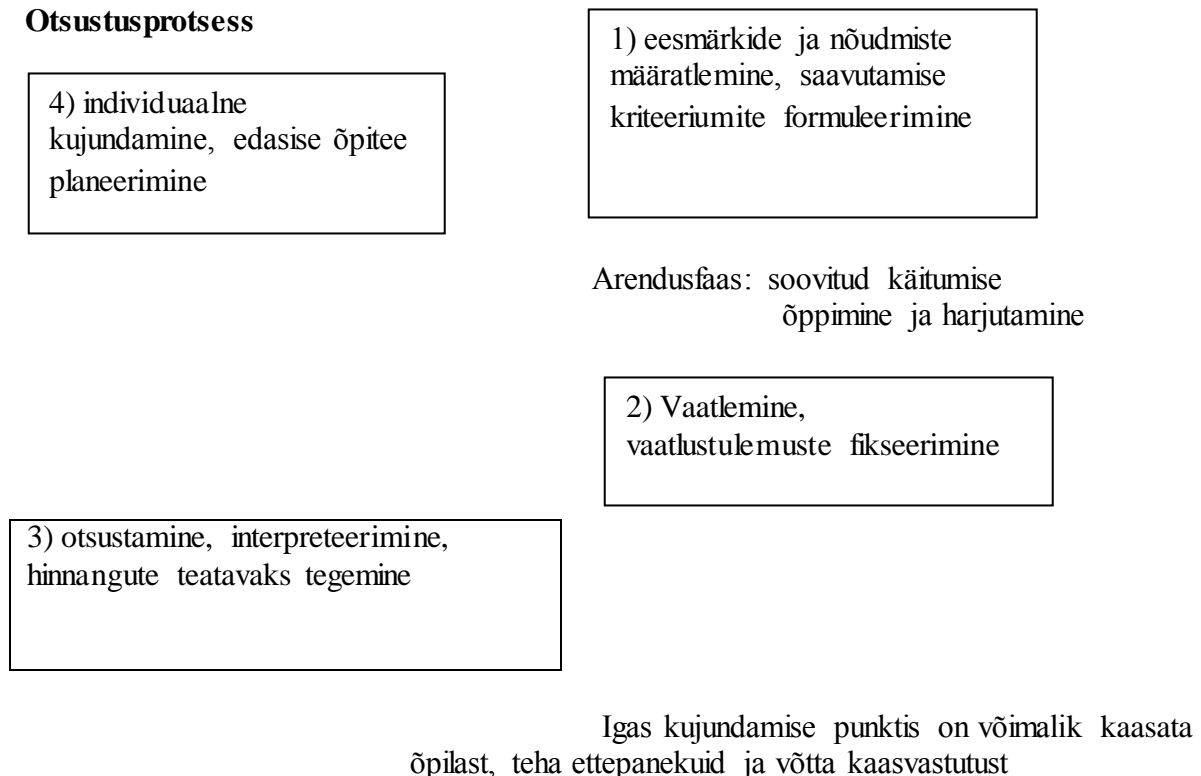 Otsustusprotsess
1) eesmärkide ja nõudmiste
määratlemine, saavutamise
kriteeriumite formuleerimine
4) individuaalne
kujundamine, edasise õpitee
planeerimine
Arendusfaas: soovitud käitumise
õppimine ja harjutamine
2) Vaatlemine,
vaatlustulemuste fikseerimine
3) otsustamine, interpreteerimine,
hinnangute teatavaks tegemine
Igas kujundamise punktis on võimalik kaasata
õpilast, teha ettepanekuid ja võtta kaasvastutust